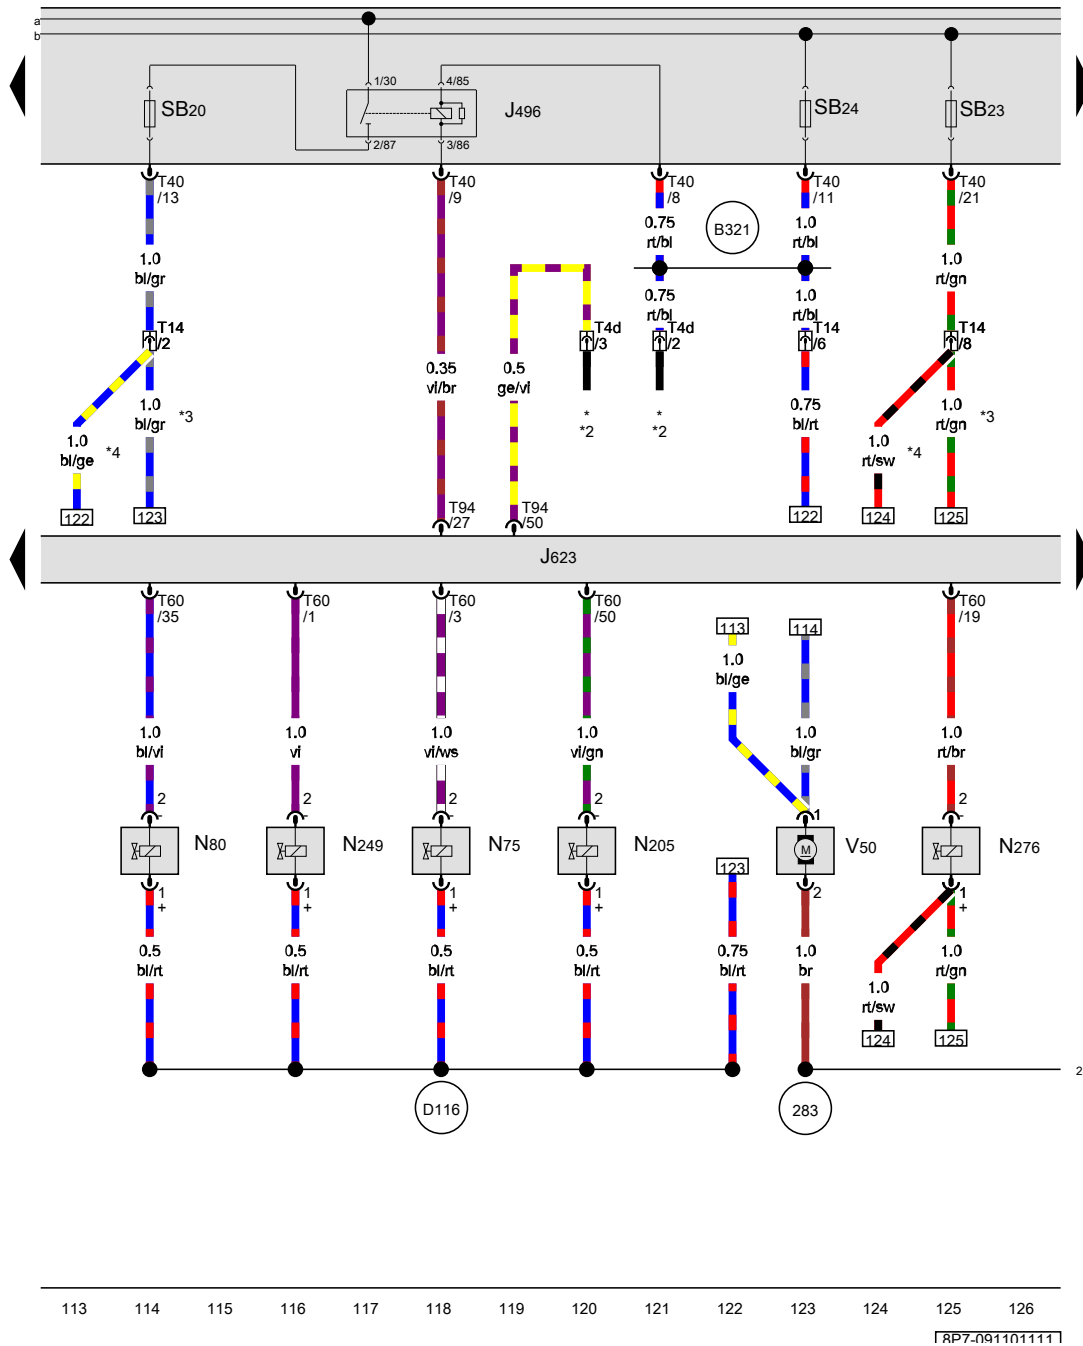 a
b
1/30
4/85
SB20
J496
SB24
SB23
2/87
3/86
T40
/13
T40
/9
T40
/8
T40
/11
T40
/21
0.75
rt/bl
B321
1.0
rt/bl
1.0
bl/gr
1.0
rt/gn
0.75
rt/bl
1.0
rt/bl
T14
/2
T4d
/3
T4d
/2
T14
/6
T14
/8
0.35
vi/br
0.5
ge/vi
1.0
bl/gr
*3
*
*2
*
*2
0.75
bl/rt
1.0
rt/gn
*3
1.0
bl/ge
*4
1.0
rt/sw
*4
122
123
T94
/27
T94
/50
122
124
125
J623
T60
/35
T60
/1
T60
/3
T60
/50
T60
/19
113
114
1.0
bl/ge
1.0
bl/vi
1.0
vi
1.0
vi/ws
1.0
vi/gn
1.0
bl/gr
1.0
rt/br
2
-
2
-
2
-
2
-
1
2
-
N80
N249
N75
N205
V50
N276
M
123
1
+
1
+
1
+
1
+
2
1
+
0.5
bl/rt
0.5
bl/rt
0.5
bl/rt
0.5
bl/rt
0.75
bl/rt
1.0
br
1.0
rt/gn
1.0
rt/sw
124
125
2
D116
283
113 114 115 116 117 118 119 120 121 122 123 124 125 126
8P7-091101111